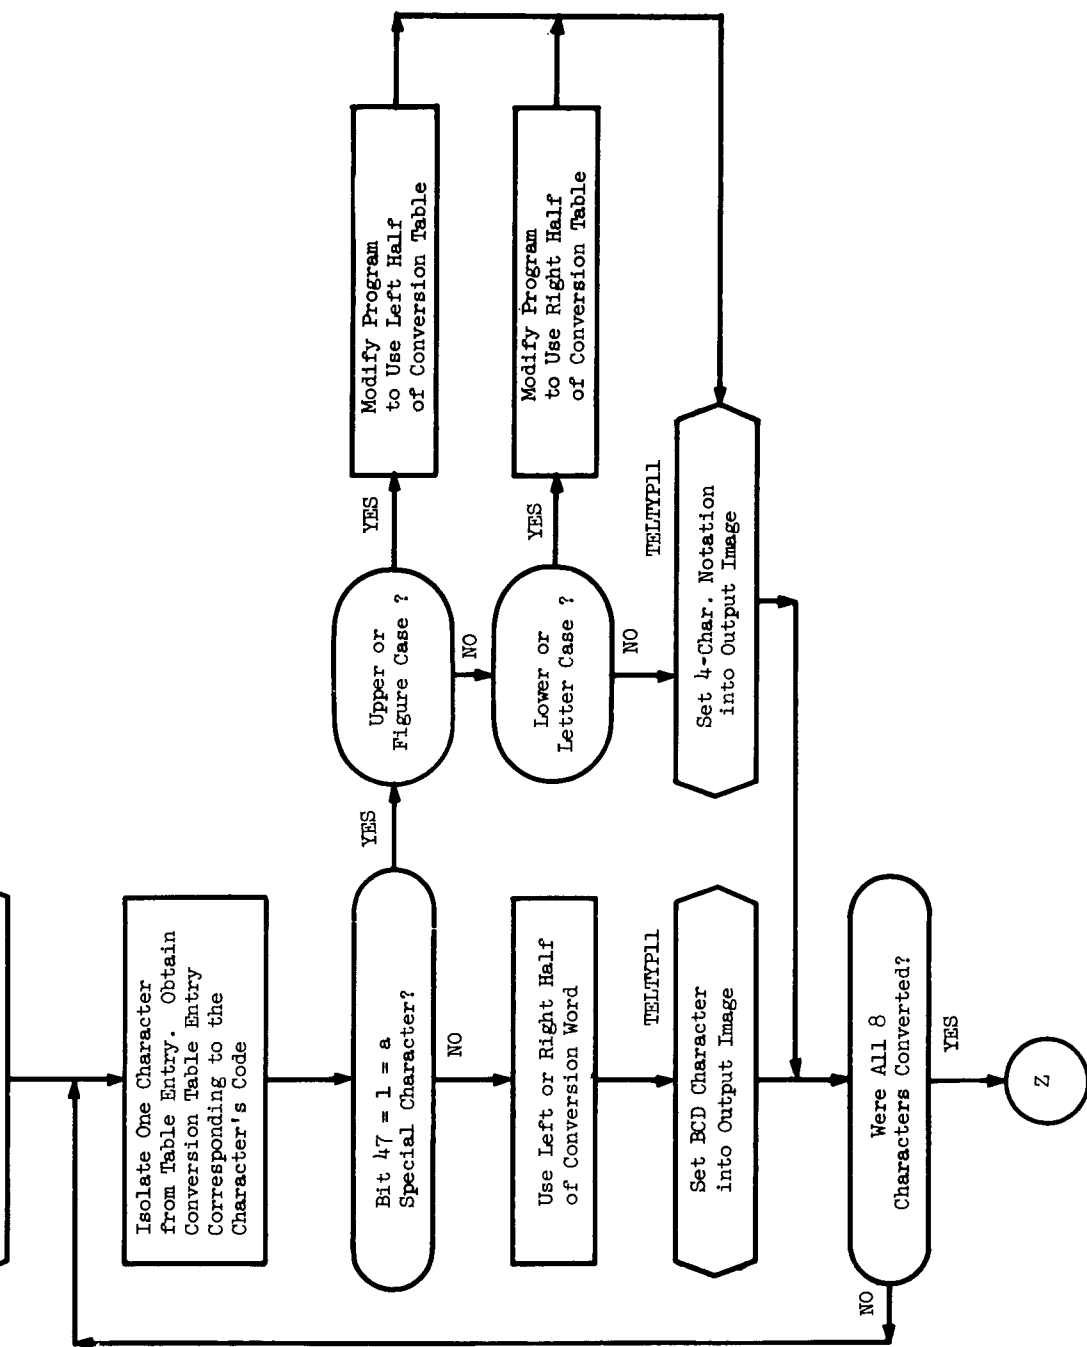 Isolate One Character
from Table Entry. Obtain
Conversion Table Entry
Corresponding to the
Character's Code
Bit 47 = 1 = a
Special Character?
YES
NO
Upper or
Figure Case ?
YES
NO
Modify Program
to Use Left Half
of Conversion Table
Lower or
Letter Case ?
YES
NO
Modify Program
to Use Right Half
of Conversion Table
Use Left or Right Half
of Conversion Word
TELTYP11
Set BCD Character
into Output Image
TELTYP11
Set 4-Char. Notation
into Output Image
Were All 8
Characters Converted?
NO
YES
Z